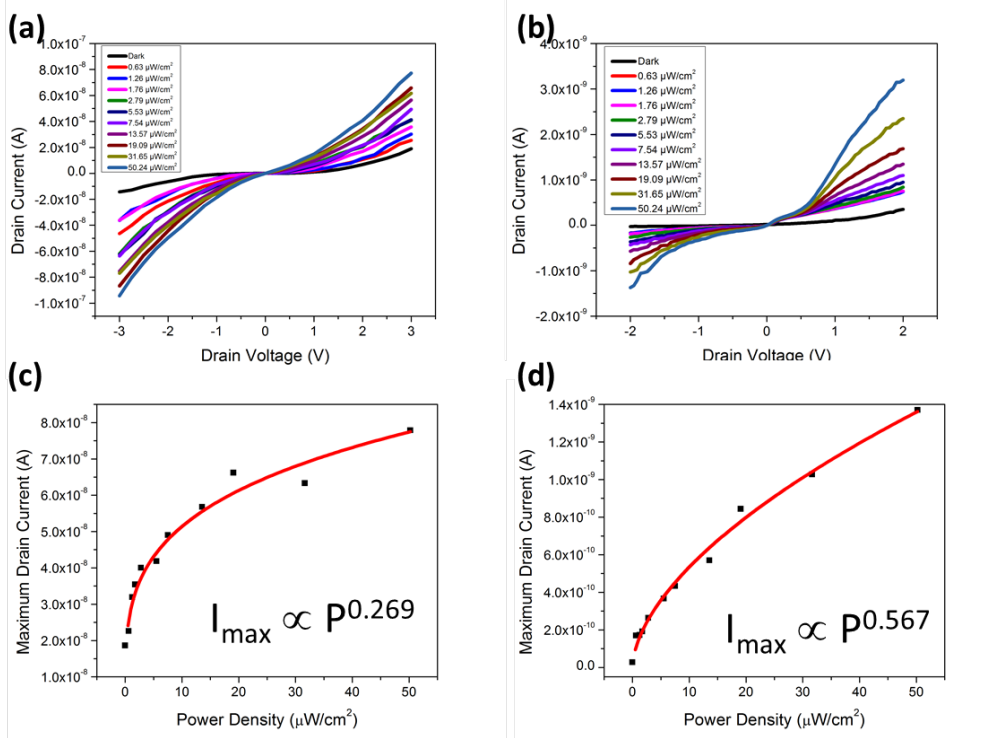 (a)
1.0x10⁻⁷
8.0x10⁻⁸
6.0x10⁻⁸
4.0x10⁻⁸
2.0x10⁻⁸
0.0
-2.0x10⁻⁸
-4.0x10⁻⁸
-6.0x10⁻⁸
-8.0x10⁻⁸
-1.0x10⁻⁷
Drain Current (A)
Dark
0.63 µW/cm²
1.26 µW/cm²
1.76 µW/cm²
2.79 µW/cm²
5.53 µW/cm²
7.54 µW/cm²
13.57 µW/cm²
19.09 µW/cm²
31.65 µW/cm²
50.24 µW/cm²
-3 -2 -1 0 1 2 3
Drain Voltage (V)
(b)
4.0x10⁻⁹
3.0x10⁻⁹
2.0x10⁻⁹
1.0x10⁻⁹
0.0
-1.0x10⁻⁹
-2.0x10⁻⁹
Drain Current (A)
Dark
0.63 µW/cm²
1.26 µW/cm²
1.76 µW/cm²
2.79 µW/cm²
5.53 µW/cm²
7.54 µW/cm²
13.57 µW/cm²
19.09 µW/cm²
31.65 µW/cm²
50.24 µW/cm²
-2 -1 0 1 2
Drain Voltage (V)
(c)
8.0x10⁻⁸
7.0x10⁻⁸
6.0x10⁻⁸
5.0x10⁻⁸
4.0x10⁻⁸
3.0x10⁻⁸
2.0x10⁻⁸
1.0x10⁻⁸
Maximum Drain Current (A)
I_max ∝ P^0.269
0 10 20 30 40 50
Power Density (µW/cm²)
(d)
1.4x10⁻⁹
1.2x10⁻⁹
1.0x10⁻⁹
8.0x10⁻¹⁰
6.0x10⁻¹⁰
4.0x10⁻¹⁰
2.0x10⁻¹⁰
0.0
Maximum Drain Current (A)
I_max ∝ P^0.567
0 10 20 30 40 50
Power Density (µW/cm²)